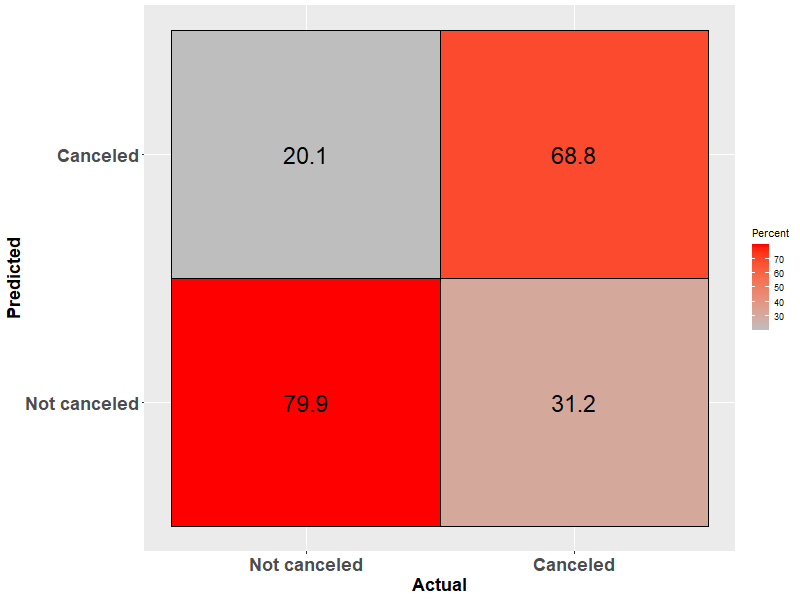 Canceled
20.1
68.8
Predicted
Percent
70
60
50
40
30
Not canceled
79.9
31.2
Not canceled
Canceled
Actual